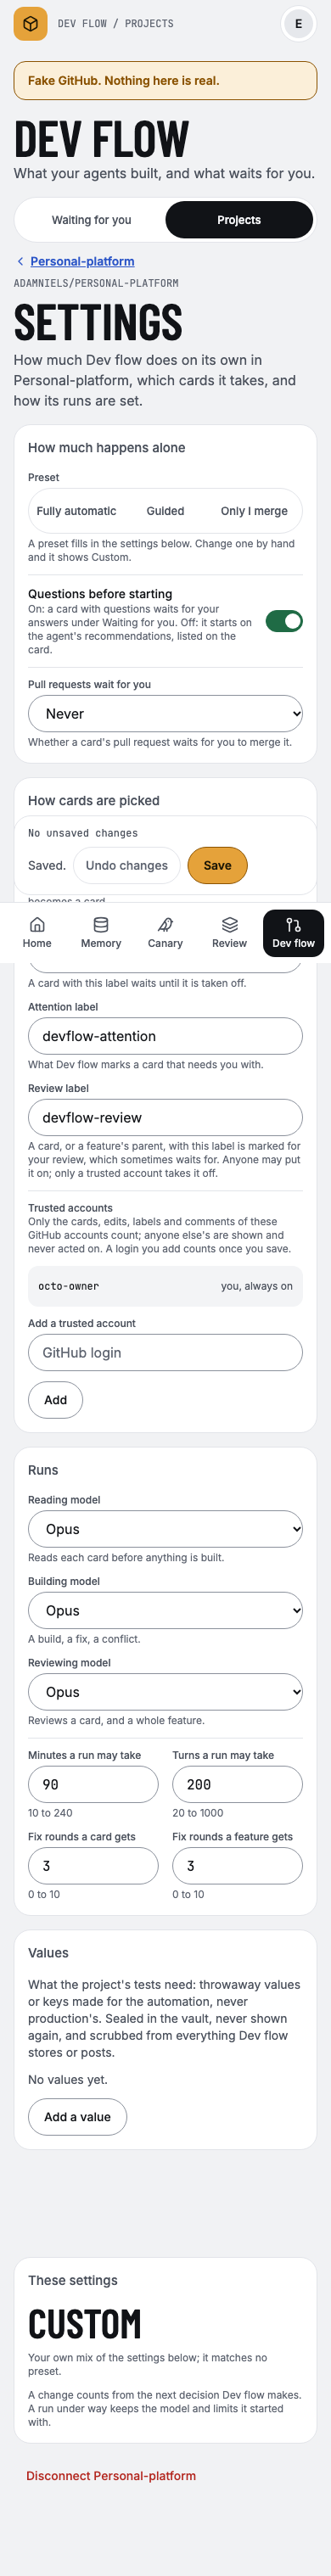 DEV FLOW / PROJECTS
E
Fake GitHub. Nothing here is real.
DEV FLOW
What your agents built, and what waits for you.
Waiting for you
Projects
Personal-platform
ADAMNIELS/PERSONAL-PLATFORM
SETTINGS
How much Dev flow does on its own in
Personal-platform, which cards it takes, and
how its runs are set.
How much happens alone
Preset
Fully automatic
Guided
Only I merge
A preset fills in the settings below. Change one by hand
and it shows Custom.
Questions before starting
On: a card with questions waits for your
answers under Waiting for you. Off: it starts on
the agent's recommendations, listed on the
card.
Pull requests wait for you
Never
Whether a card's pull request waits for you to merge it.
How cards are picked
No unsaved changes
Saved.
Undo changes
Save
becomes a card
Home
Memory
Canary
Review
Dev flow
A card with this label waits until it is taken off.
Attention label
devflow-attention
What Dev flow marks a card that needs you with.
Review label
devflow-review
A card, or a feature's parent, with this label is marked for
your review, which sometimes waits for it. Anyone may put
it on; only a trusted account takes it off.
Trusted accounts
Only the cards, edits, labels and comments of these
GitHub accounts count; anyone else's are shown and
never acted on. A login you add counts once you save.
octo-owner
you, always on
Add a trusted account
GitHub login
Add
Runs
Reading model
Opus
Reads each card before anything is built.
Building model
Opus
A build, a fix, a conflict.
Reviewing model
Opus
Reviews a card, and a whole feature.
Minutes a run may take
Turns a run may take
90
200
10 to 240
20 to 1000
Fix rounds a card gets
Fix rounds a feature gets
3
3
0 to 10
0 to 10
Values
What the project's tests need: throwaway values
or keys made for the automation, never
production's. Sealed in the vault, never shown
again, and scrubbed from everything Dev flow
stores or posts.
No values yet.
Add a value
These settings
CUSTOM
Your own mix of the settings below; it matches no
preset.
A change counts from the next decision Dev flow makes.
A run under way keeps the model and limits it started
with.
Disconnect Personal-platform